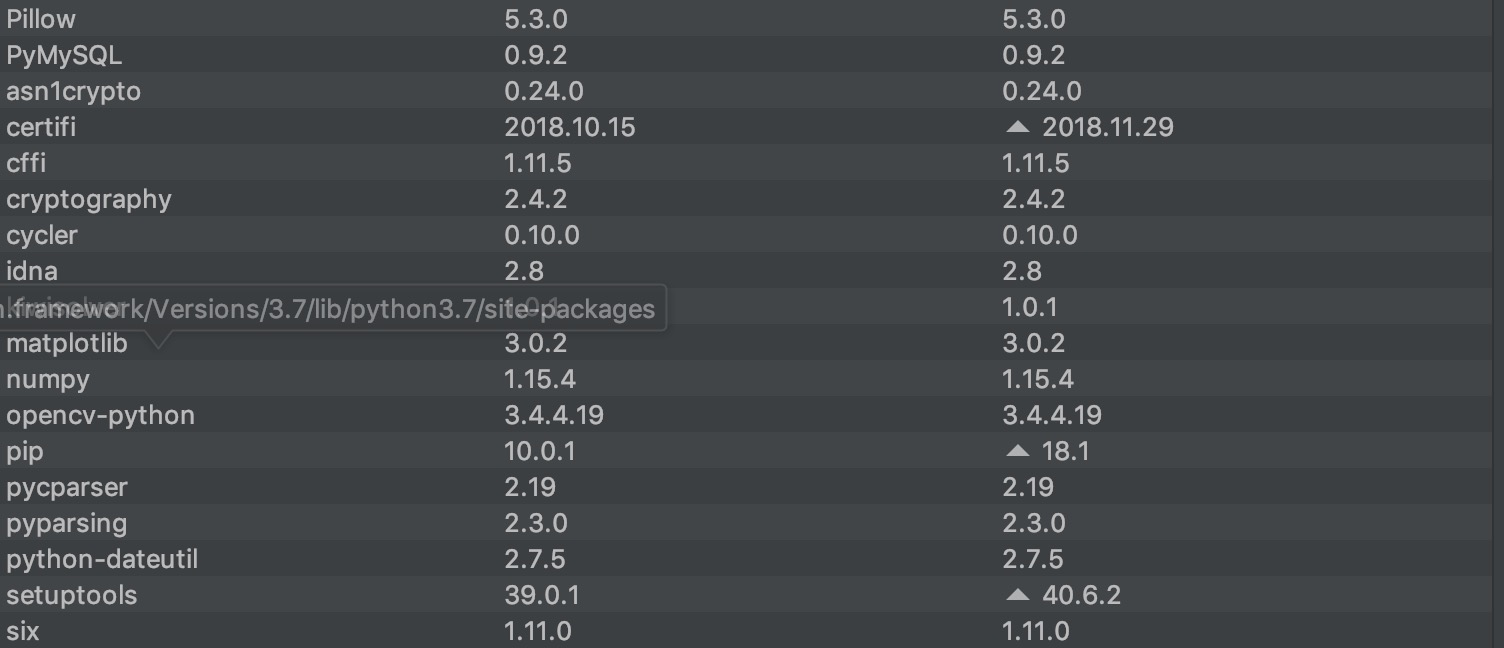 Pillow 5.3.0 5.3.0
PyMySQL 0.9.2 0.9.2
asn1crypto 0.24.0 0.24.0
certifi 2018.10.15 2018.11.29
cffi 1.11.5 1.11.5
cryptography 2.4.2 2.4.2
cycler 0.10.0 0.10.0
idna 2.8 2.8
.framework/Versions/3.7/lib/python3.7/site-packages 1.0.1
matplotlib 3.0.2 3.0.2
numpy 1.15.4 1.15.4
opencv-python 3.4.4.19 3.4.4.19
pip 10.0.1 18.1
pycparser 2.19 2.19
pyparsing 2.3.0 2.3.0
python-dateutil 2.7.5 2.7.5
setuptools 39.0.1 40.6.2
six 1.11.0 1.11.0